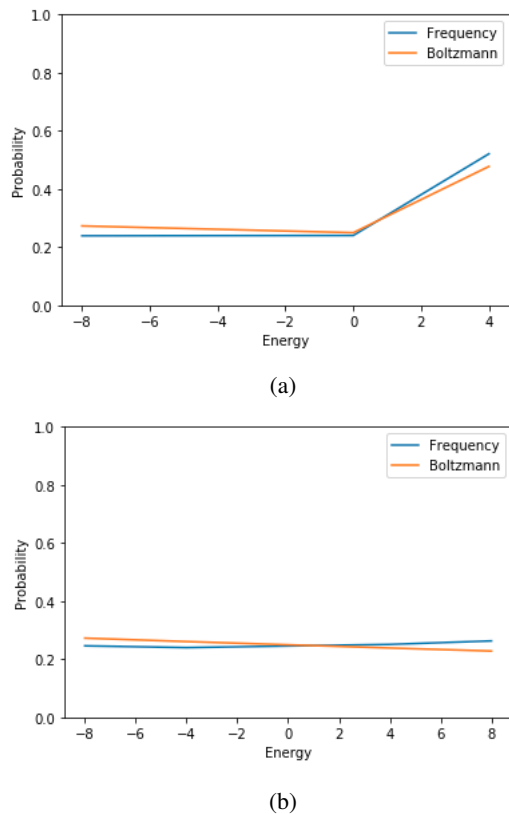 1.0
0.8
0.6
0.4
0.2
0.0
Probability
Frequency
Boltzmann
−8 −6 −4 −2 0 2 4
Energy
(a)
1.0
0.8
0.6
0.4
0.2
0.0
Probability
Frequency
Boltzmann
−8 −6 −4 −2 0 2 4 6 8
Energy
(b)